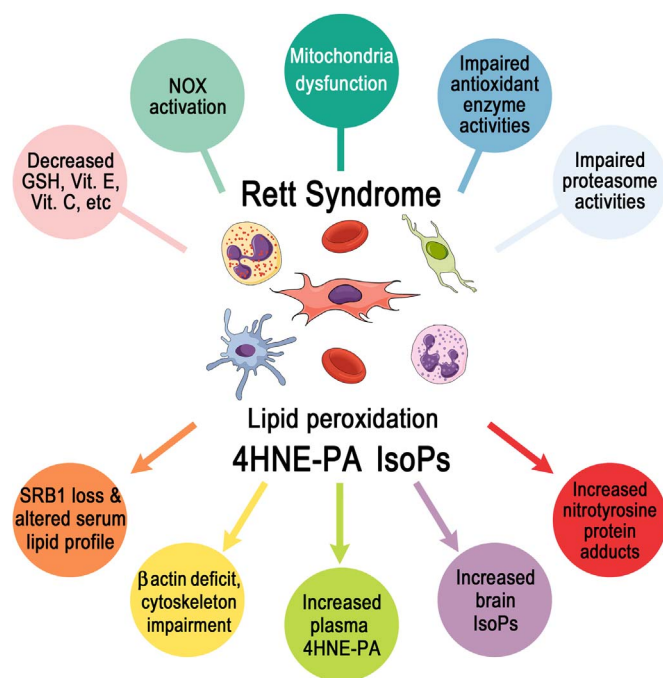 Mitochondria
dysfunction
NOX
activation
Impaired
antioxidant
enzyme
activities
Decreased
GSH, Vit. E,
Vit. C, etc
Impaired
proteasome
activities
Rett Syndrome
Lipid peroxidation
4HNE-PA IsoPs
SRB1 loss &
altered serum
lipid profile
β actin deficit,
cytoskeleton
impairment
Increased
plasma
4HNE-PA
Increased
brain
IsoPs
Increased
nitrotyrosine
protein
adducts